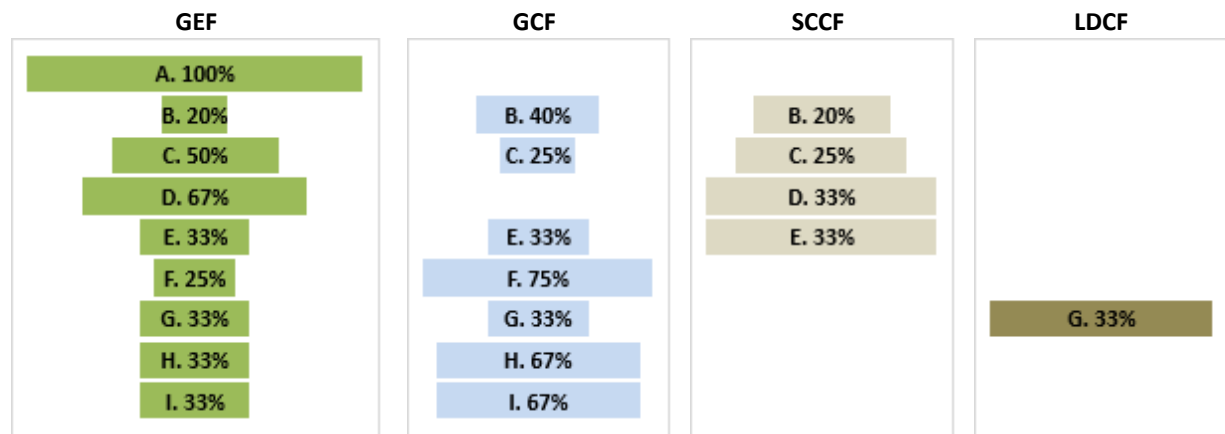 GEF GCF SCCF LDCF
A. 100%
B. 20% B. 40% B. 20%
C. 50% C. 25% C. 25%
D. 67% D. 33%
E. 33% E. 33% E. 33%
F. 25% F. 75%
G. 33% G. 33% G. 33%
H. 33% H. 67%
I. 33% I. 67%